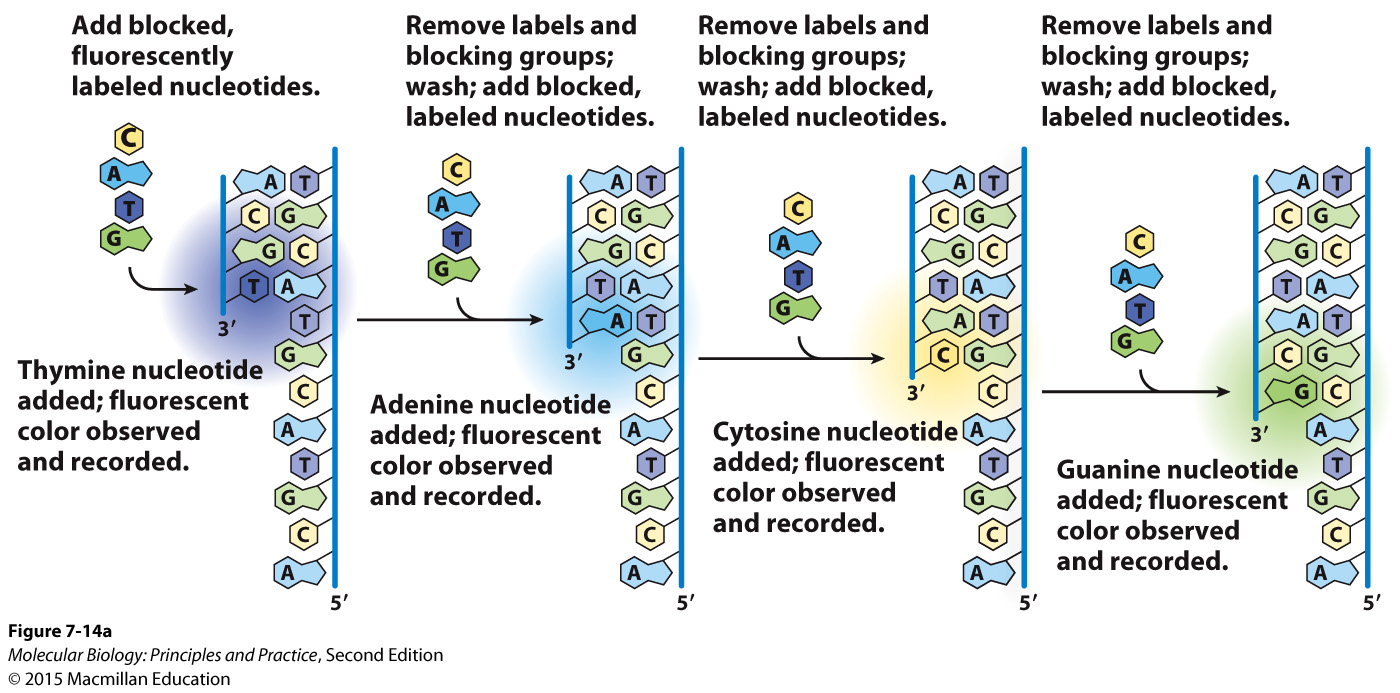 Add blocked,
fluorescently
labeled nucleotides.
C
A
T
G
A T
C G
G C
T A
T
G
C
A
T
G
C
A
3′
5′
Thymine nucleotide
added; fluorescent
color observed
and recorded.
Remove labels and
blocking groups;
wash; add blocked,
labeled nucleotides.
C
A
T
G
A T
C G
G C
T A
A T
G
C
A
T
G
C
A
3′
5′
Adenine nucleotide
added; fluorescent
color observed
and recorded.
Remove labels and
blocking groups;
wash; add blocked,
labeled nucleotides.
C
A
T
G
A T
C G
G C
T A
A T
C G
C
A
T
G
C
A
3′
5′
Cytosine nucleotide
added; fluorescent
color observed
and recorded.
Remove labels and
blocking groups;
wash; add blocked,
labeled nucleotides.
C
A
T
G
A T
C G
G C
T A
A T
C G
G C
A
T
G
C
A
3′
5′
Guanine nucleotide
added; fluorescent
color observed
and recorded.
Figure 7-14a
Molecular Biology: Principles and Practice, Second Edition
© 2015 Macmillan Education